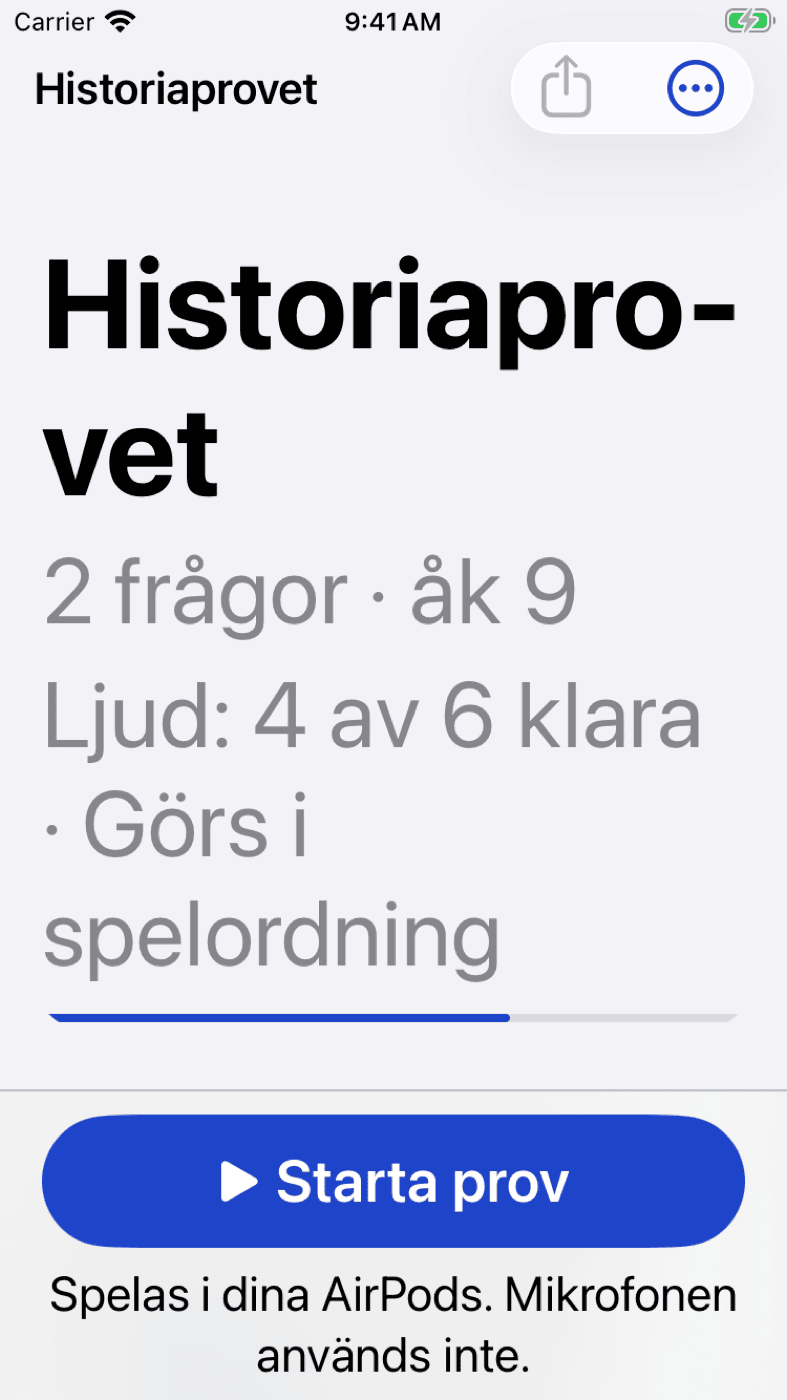 Carrier 9:41 AM
Historiaprovet
Historiapro-
vet
2 frågor · åk 9
Ljud: 4 av 6 klara
· Görs i
spelordning
Starta prov
Spelas i dina AirPods. Mikrofonen
används inte.